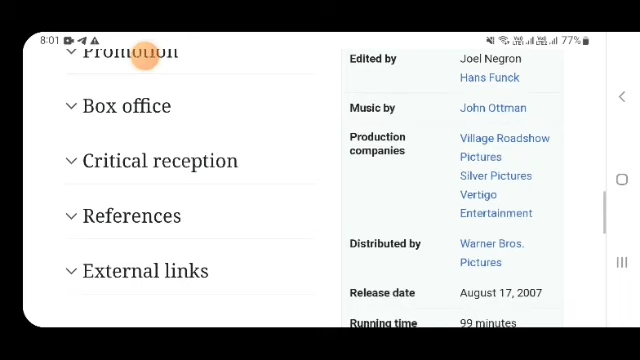 8:01 77%
Promotion
Box office
Critical reception
References
External links
Edited by Joel Negron
Hans Funck
Music by John Ottman
Production companies Village Roadshow
Pictures
Silver Pictures
Vertigo
Entertainment
Distributed by Warner Bros.
Pictures
Release date August 17, 2007
Running time 99 minutes